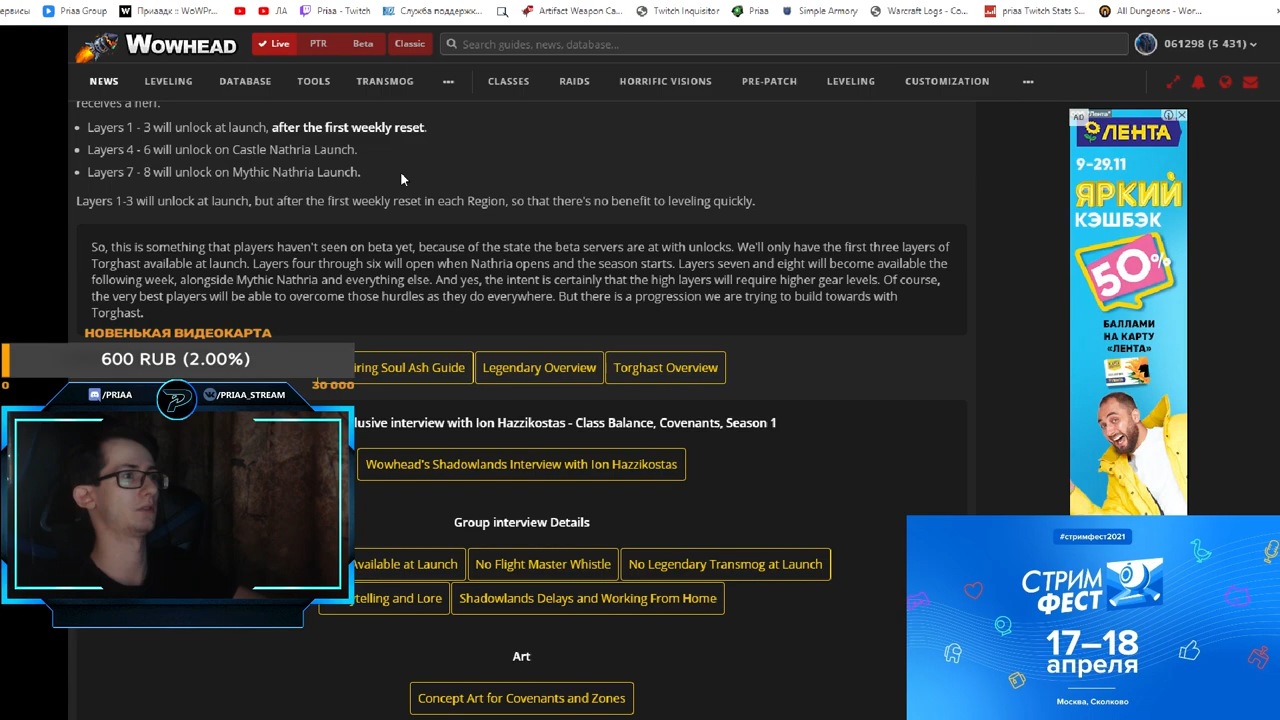 ерсисы
Priaa Group
Приаадк :: WoWPr...
ЛА
Priaa - Twitch
Служба поддержк...
Artifact Weapon Ca...
Twitch Inquisitor
Priaa
Simple Armory
Warcraft Logs - Co...
priaa Twitch Stats S...
All Dungeons - Wor...
WOWHEAD
Live
PTR
Beta
Classic
Search guides, news, database...
061298 (5 431)
NEWS
LEVELING
DATABASE
TOOLS
TRANSMOG
CLASSES
RAIDS
HORRIFIC VISIONS
PRE-PATCH
LEVELING
CUSTOMIZATION
receives a nerf.
• Layers 1 - 3 will unlock at launch, after the first weekly reset.
• Layers 4 - 6 will unlock on Castle Nathria Launch.
• Layers 7 - 8 will unlock on Mythic Nathria Launch.
Layers 1-3 will unlock at launch, but after the first weekly reset in each Region, so that there's no benefit to leveling quickly.
So, this is something that players haven't seen on beta yet, because of the state the beta servers are at with unlocks. We'll only have the first three layers of
Torghast available at launch. Layers four through six will open when Nathria opens and the season starts. Layers seven and eight will become available the
following week, alongside Mythic Nathria and everything else. And yes, the intent is certainly that the high layers will require higher gear levels. Of course,
the very best players will be able to overcome those hurdles as they do everywhere. But there is a progression we are trying to build towards with
Torghast.
НОВЕНЬКАЯ ВИДЕОКАРТА
600 RUB (2.00%)
0
30 000
/PRIAA
/PRIAA_STREAM
iring Soul Ash Guide
Legendary Overview
Torghast Overview
lusive interview with Ion Hazzikostas - Class Balance, Covenants, Season 1
Wowhead's Shadowlands Interview with Ion Hazzikostas
Group interview Details
Available at Launch
No Flight Master Whistle
No Legendary Transmog at Launch
ytelling and Lore
Shadowlands Delays and Working From Home
Art
Concept Art for Covenants and Zones
AD
"Лента"
ЛЕНТА
9-29.11
ЯРКИЙ
КЭШБЭК
50%
БАЛЛАМИ
НА КАРТУ
«ЛЕНТА»
#стримфест2021
СТРИМ
ФЕСТ
17–18
апреля
Москва, Сколково